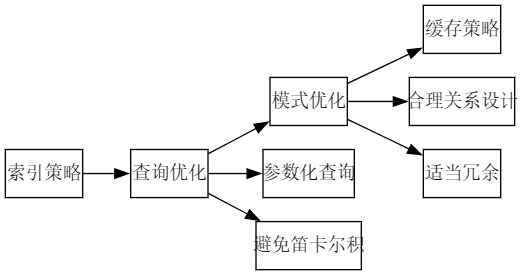 缓存策略
模式优化
合理关系设计
索引策略
查询优化
参数化查询
适当冗余
避免笛卡尔积